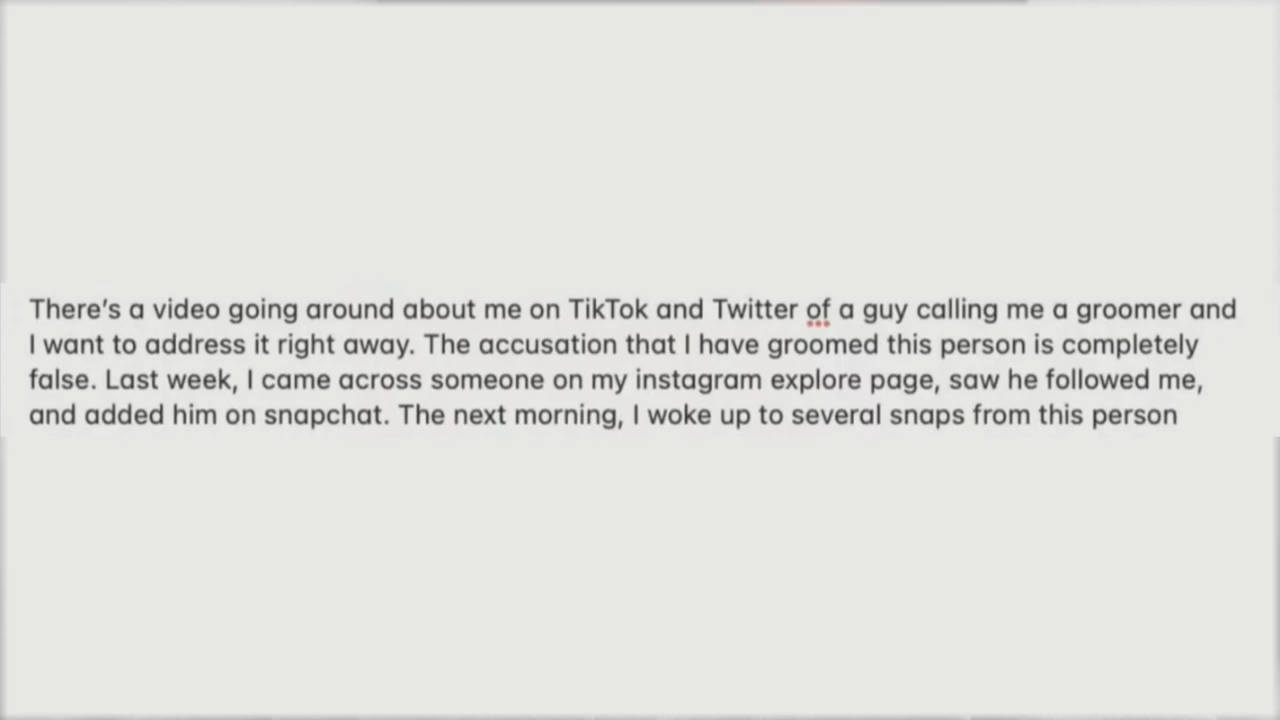 There's a video going around about me on TikTok and Twitter of a guy calling me a groomer and
I want to address it right away. The accusation that I have groomed this person is completely
false. Last week, I came across someone on my instagram explore page, saw he followed me,
and added him on snapchat. The next morning, I woke up to several snaps from this person